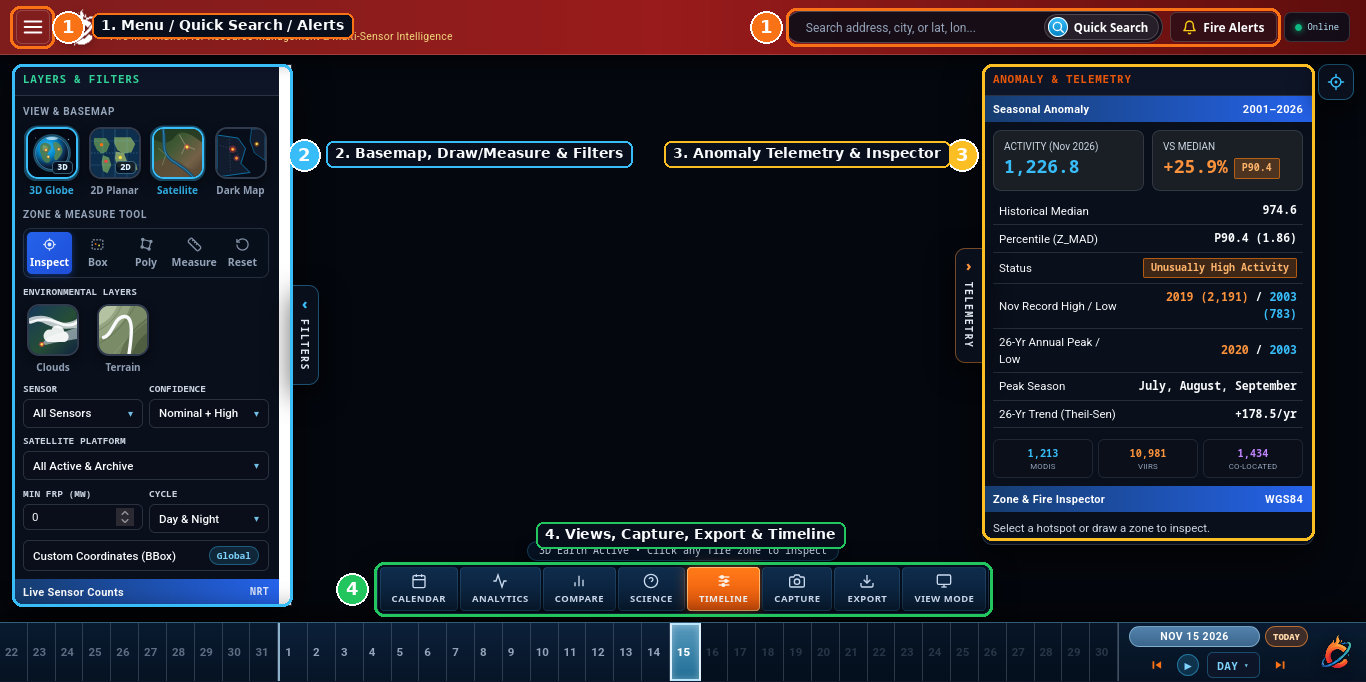 1
1. Menu / Quick Search / Alerts
Multi-Sensor Intelligence
1
Search address, city, or lat, lon...
Quick Search
Fire Alerts
Online
LAYERS & FILTERS
VIEW & BASEMAP
3D
2D
3D Globe
2D Planar
Satellite
Dark Map
ZONE & MEASURE TOOL
Inspect
Box
Poly
Measure
Reset
ENVIRONMENTAL LAYERS
Clouds
Terrain
SENSOR
CONFIDENCE
All Sensors
Nominal + High
SATELLITE PLATFORM
All Active & Archive
MIN FRP (MW)
CYCLE
0
Day & Night
Custom Coordinates (BBox)
Global
Live Sensor Counts
NRT
‹ FILTERS
2
2. Basemap, Draw/Measure & Filters
3. Anomaly Telemetry & Inspector
3
› TELEMETRY
ANOMALY & TELEMETRY
Seasonal Anomaly
2001–2026
ACTIVITY (Nov 2026)
1,226.8
VS MEDIAN
+25.9% P90.4
Historical Median
974.6
Percentile (Z_MAD)
P90.4 (1.86)
Status
Unusually High Activity
Nov Record High / Low
2019 (2,191) / 2003
(783)
26-Yr Annual Peak /
Low
2020 / 2003
Peak Season
July, August, September
26-Yr Trend (Theil-Sen)
+178.5/yr
1,213
MODIS
10,981
VIIRS
1,434
CO-LOCATED
Zone & Fire Inspector
WGS84
Select a hotspot or draw a zone to inspect.
4. Views, Capture, Export & Timeline
3D Earth Active • Click any fire zone to inspect
4
CALENDAR
ANALYTICS
COMPARE
SCIENCE
TIMELINE
CAPTURE
EXPORT
VIEW MODE
22 23 24 25 26 27 28 29 30 31 1 2 3 4 5 6 7 8 9 10 11 12 13 14 15 16 17 18 19 20 21 22 23 24 25 26 27 28 29 30
NOV 15 2026
TODAY
DAY